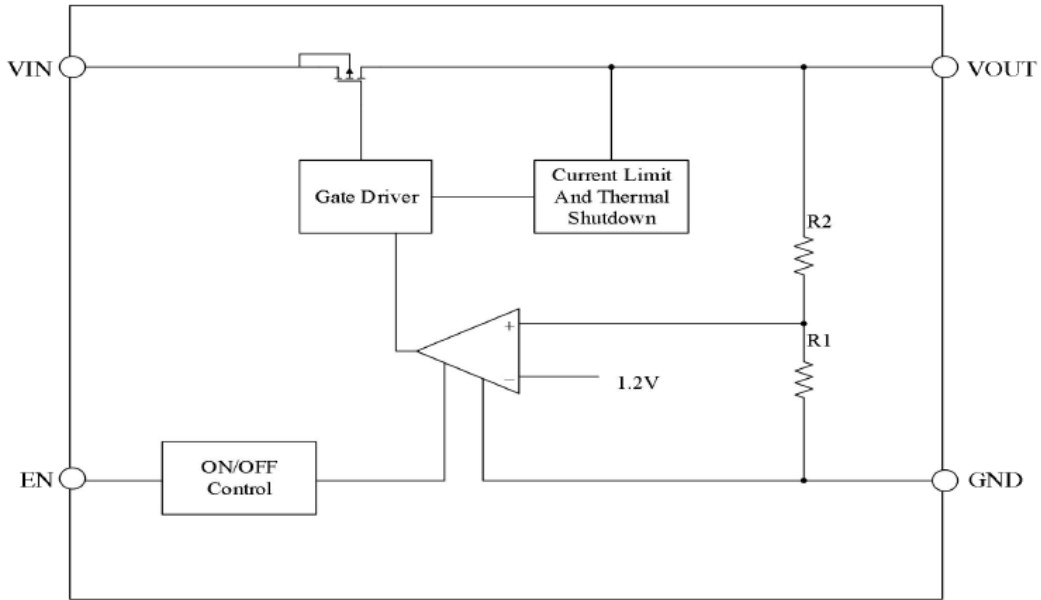 VIN
VOUT
Gate Driver
Current Limit
And Thermal
Shutdown
R2
+
R1
−
1.2V
EN
ON/OFF
Control
GND